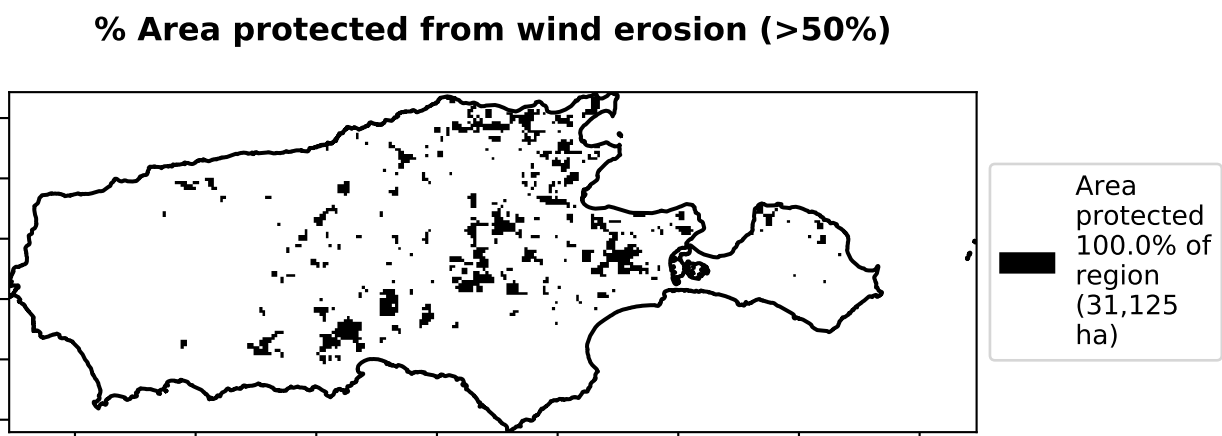 % Area protected from wind erosion (>50%)
Area
protected
100.0% of
region
(31,125
ha)